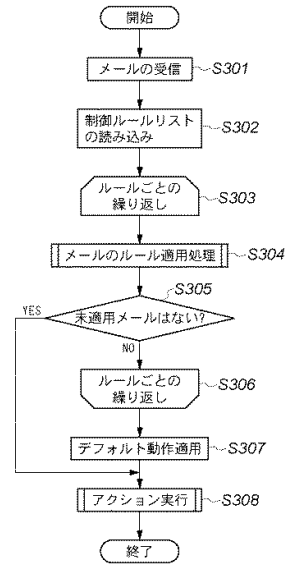 開始
メールの受信
S301
制御ルールリスト
の読み込み
S302
ルールごとの
繰り返し
S303
メールのルール適用処理
S304
S305
YES
未適用メールはない?
NO
ルールごとの
繰り返し
S306
デフォルト動作適用
S307
アクション実行
S308
終了